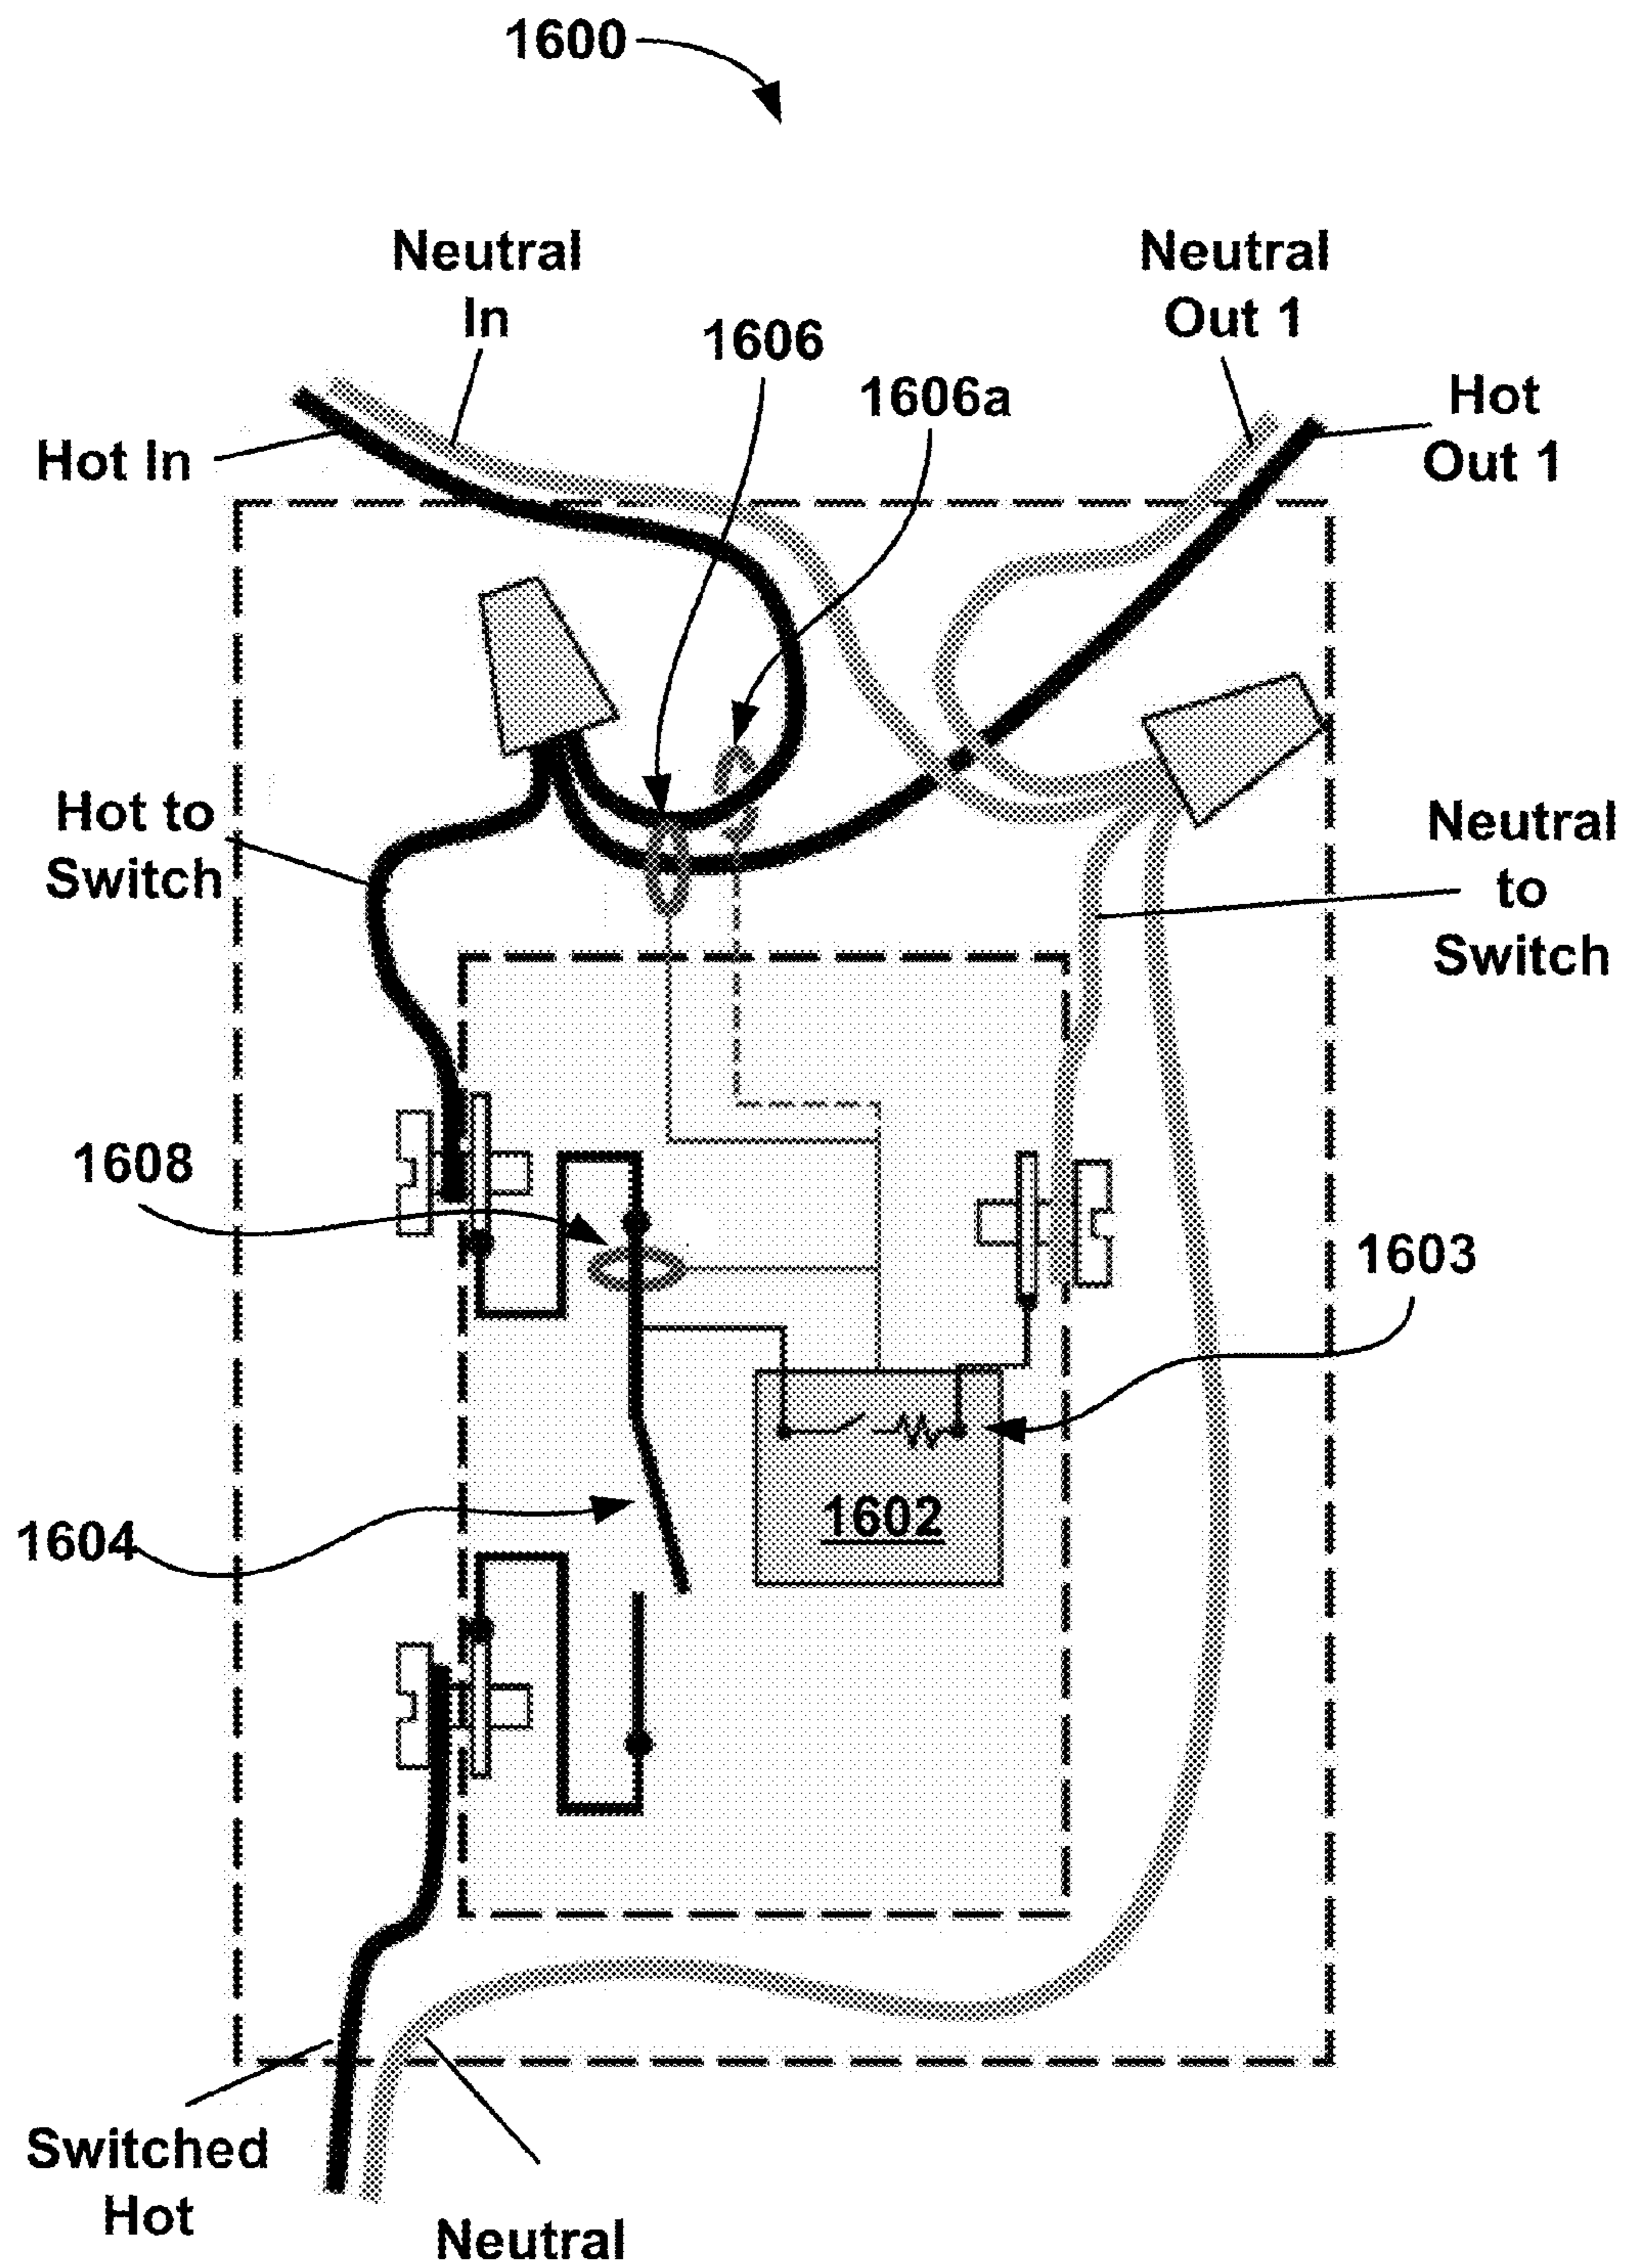 1600
Neutral
In
Neutral
Out 1
1606
1606a
Hot
Out 1
Hot In
Hot to
Switch
Neutral
to
Switch
1608
1603
1602
1604
Switched
Hot
Neutral